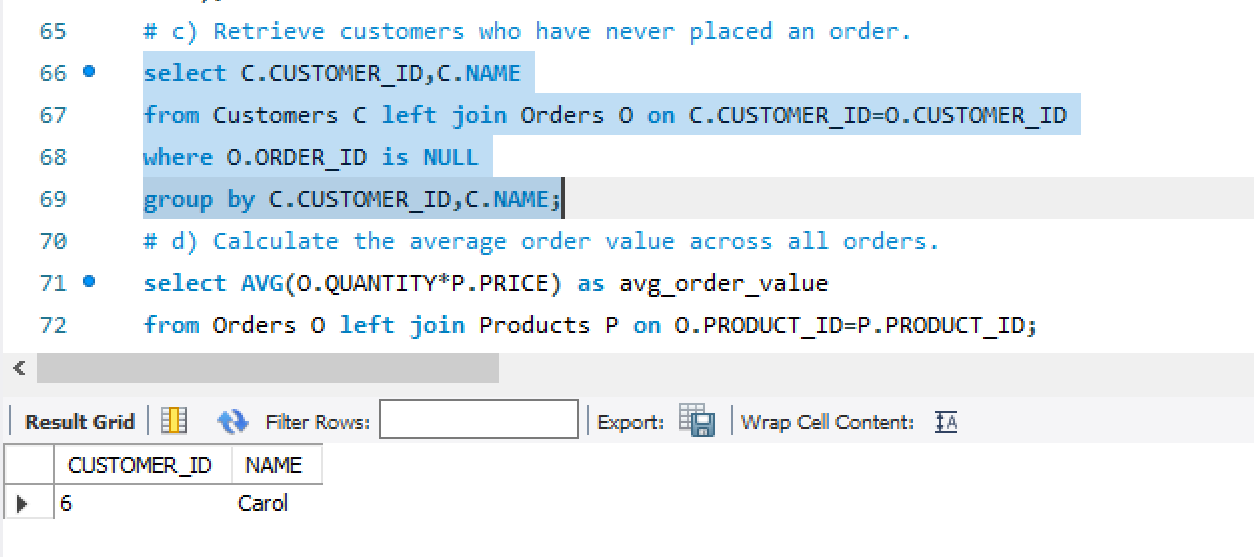 65 # c) Retrieve customers who have never placed an order.
66 select C.CUSTOMER_ID,C.NAME
67 from Customers C left join Orders O on C.CUSTOMER_ID=O.CUSTOMER_ID
68 where O.ORDER_ID is NULL
69 group by C.CUSTOMER_ID,C.NAME;
70 # d) Calculate the average order value across all orders.
71 select AVG(O.QUANTITY*P.PRICE) as avg_order_value
72 from Orders O left join Products P on O.PRODUCT_ID=P.PRODUCT_ID;
Result Grid Filter Rows: Export: Wrap Cell Content:
CUSTOMER_ID NAME
6 Carol